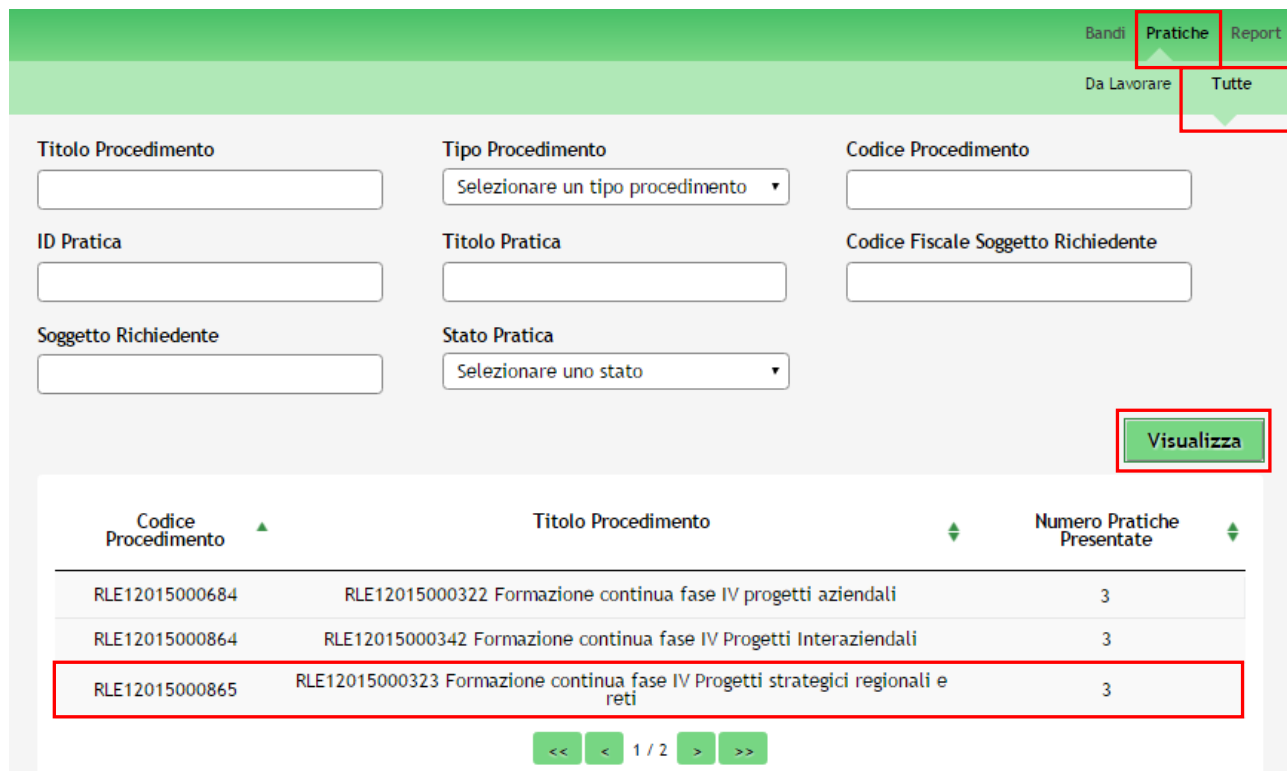 Bandi Pratiche Report
Da Lavorare Tutte
Titolo Procedimento Tipo Procedimento Codice Procedimento
Selezionare un tipo procedimento
ID Pratica Titolo Pratica Codice Fiscale Soggetto Richiedente
Soggetto Richiedente Stato Pratica
Selezionare uno stato
Visualizza
Codice Procedimento Titolo Procedimento Numero Pratiche Presentate
RLE12015000684 RLE12015000322 Formazione continua fase IV progetti aziendali 3
RLE12015000864 RLE12015000342 Formazione continua fase IV Progetti Interaziendali 3
RLE12015000865 RLE12015000323 Formazione continua fase IV Progetti strategici regionali e reti 3
<< < 1 / 2 > >>